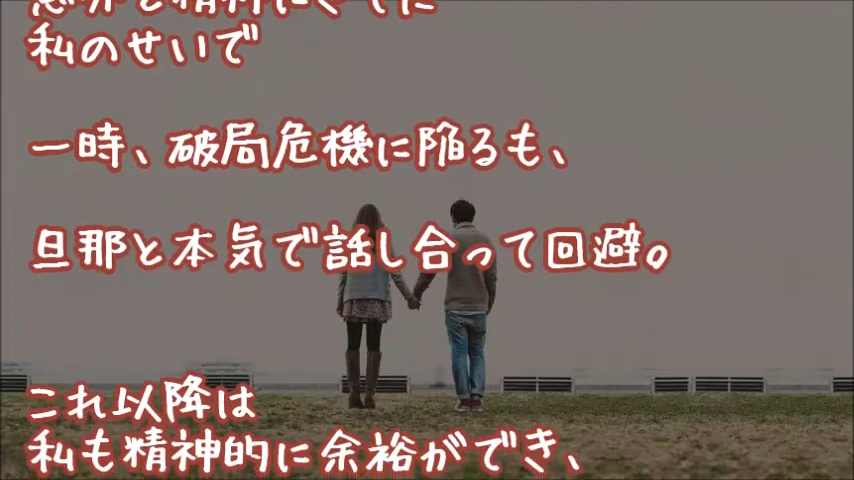 私のせいで
一時、破局危機に陥るも、
旦那と本気で話し合って回避。
これ以降は
私も精神的に余裕ができ、